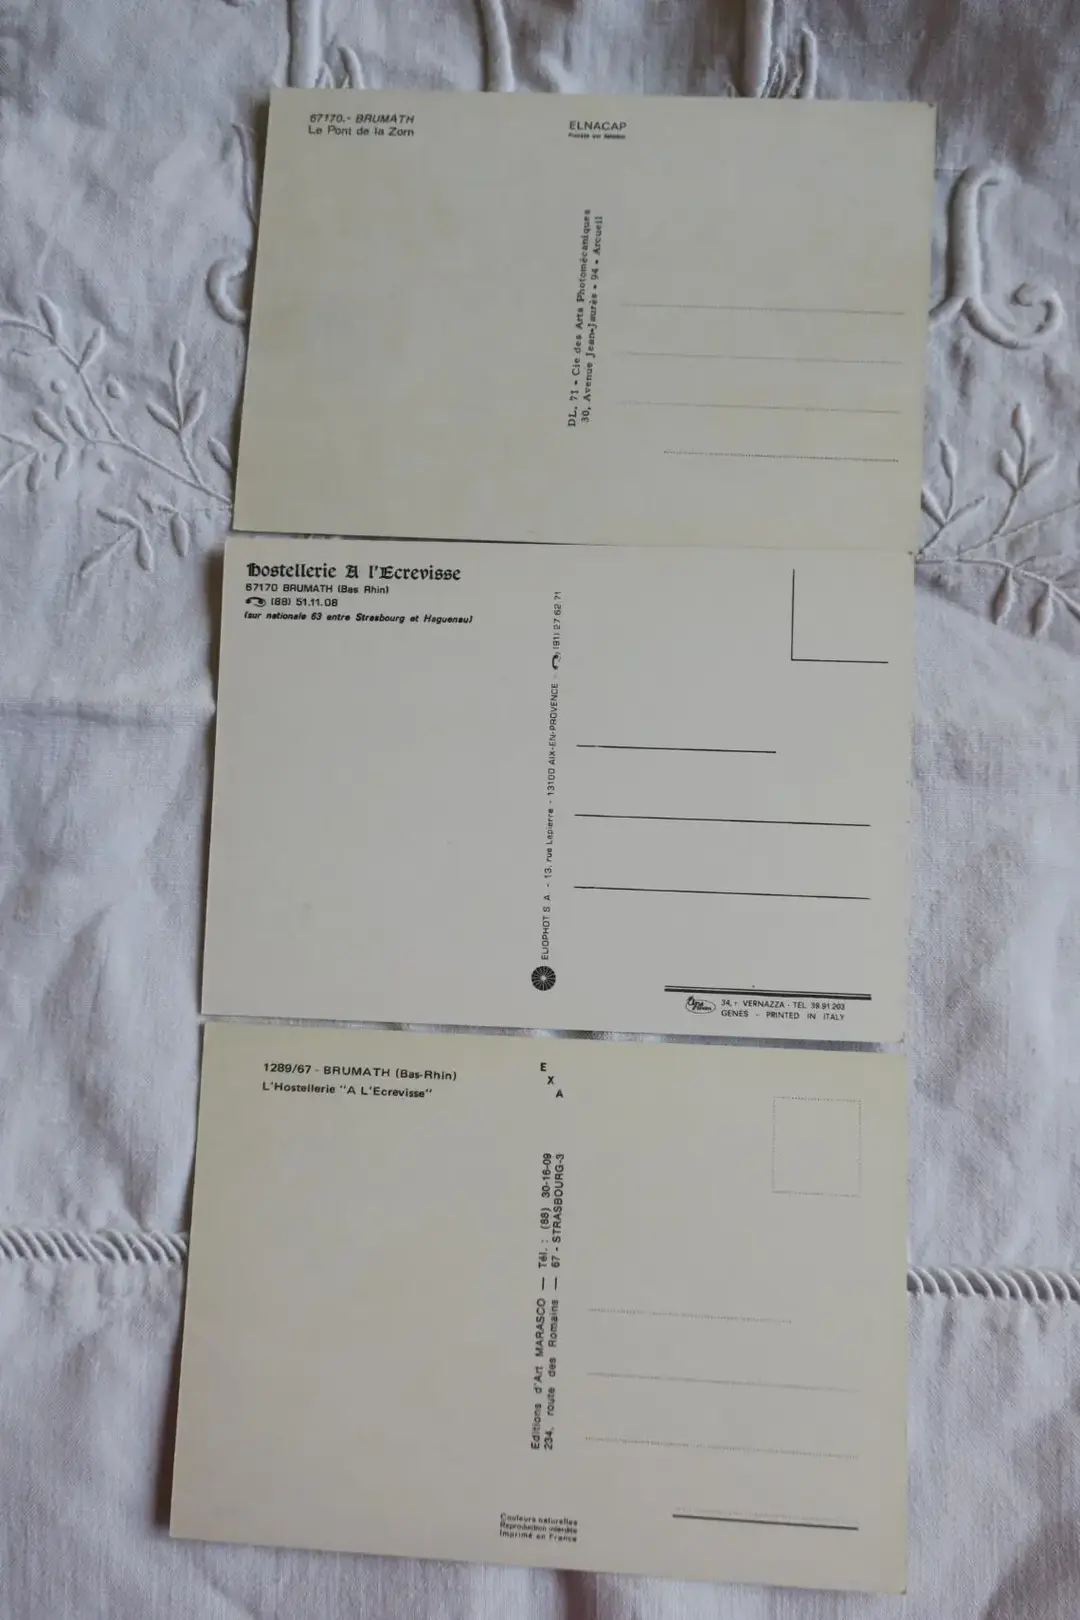 67170.- BRUMATH
Le Pont de la Zorn
ELNACAP
DL. 71 - Cie des Arts Photomécaniques
30, Avenue Jean-Jaurès - 94 - Arcueil
Hostellerie A l'Ecrevisse
67170 BRUMATH (Bas Rhin)
(88) 51.11.08
(sur nationale 63 entre Strasbourg et Haguenau)
ELIOPHOT S A - 13, rue Lapierre - 13100 AIX-EN-PROVENCE - (91) 27 62 71
34, r. VERNAZZA - TEL. 39.91 203
GENES - PRINTED IN ITALY
1289/67 - BRUMATH (Bas-Rhin)
L'Hostellerie "A L'Ecrevisse"
E
X
A
Editions d'Art MARASCO — Tél. : (88) 30-16-09
234, route des Romains — 67 - STRASBOURG-3
Couleurs naturelles
Reproduction interdite
Imprimé en France